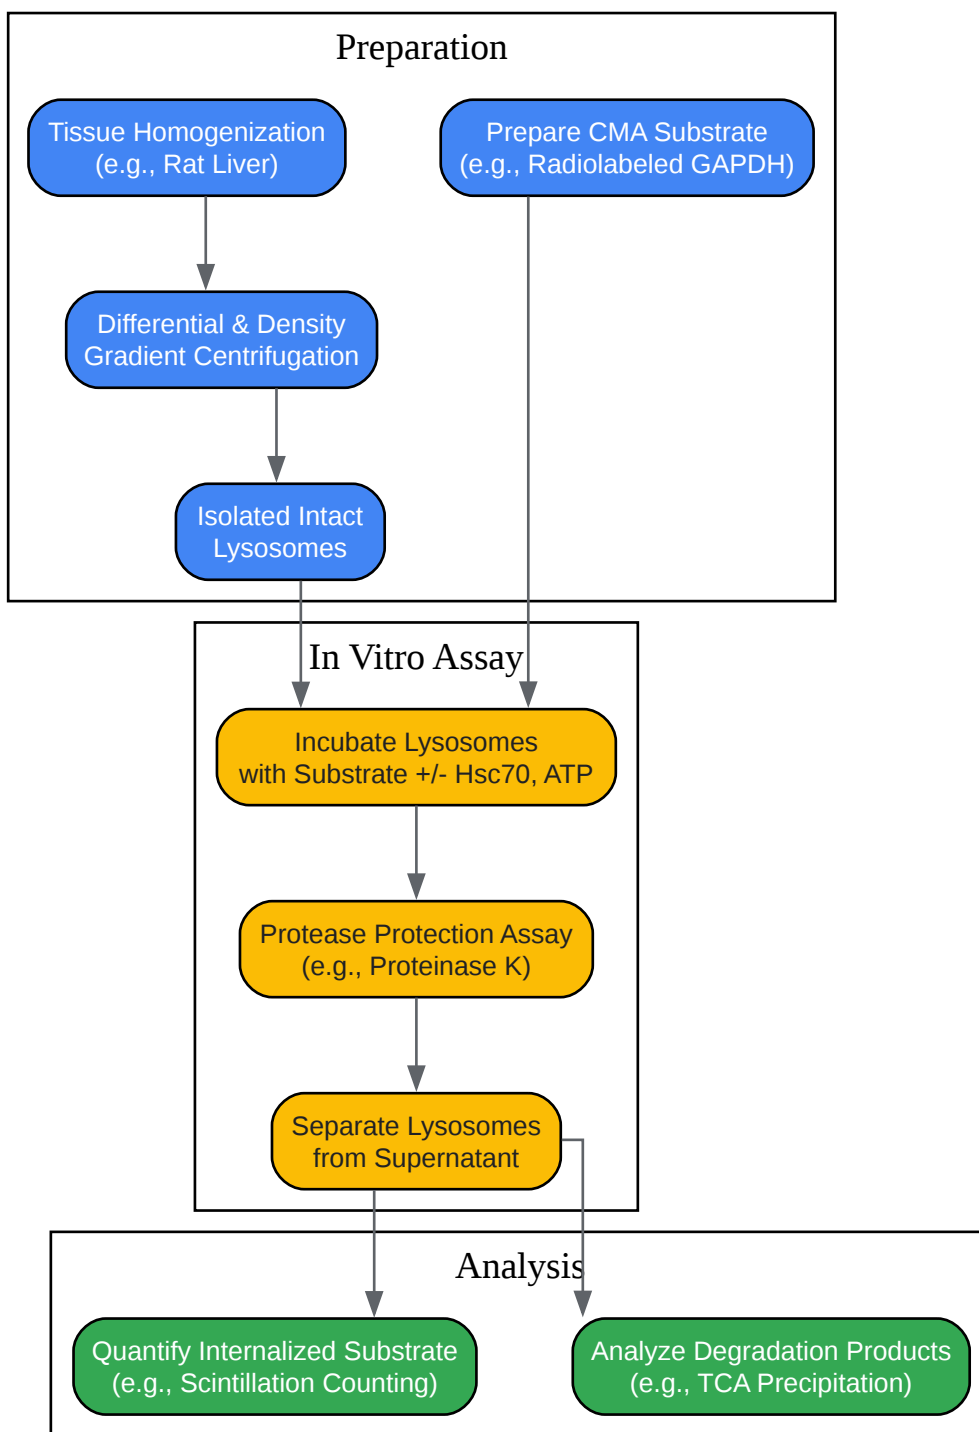 Preparation
Tissue Homogenization
(e.g., Rat Liver)
Prepare CMA Substrate
(e.g., Radiolabeled GAPDH)
Differential & Density
Gradient Centrifugation
Isolated Intact
Lysosomes
In Vitro Assay
Incubate Lysosomes
with Substrate +/- Hsc70, ATP
Protease Protection Assay
(e.g., Proteinase K)
Separate Lysosomes
from Supernatant
Analysis
Quantify Internalized Substrate
(e.g., Scintillation Counting)
Analyze Degradation Products
(e.g., TCA Precipitation)